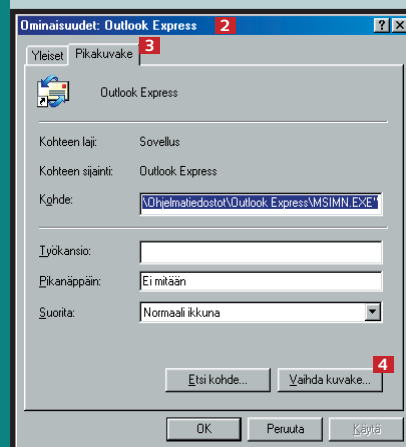 Ominaisuudet: Outlook Express 2
Yleiset Pikakuvake 3
Outlook Express
Kohteen laji: Sovellus
Kohteen sijainti: Outlook Express
Kohde: \Ohjelmatiedostot\Outlook Express\MSIMN.EXE"
Työkansio:
Pikanäppäin: Ei mitään
Suorita: Normaali ikkuna
4
Etsi kohde... Vaihda kuvake...
OK Peruuta Käytä